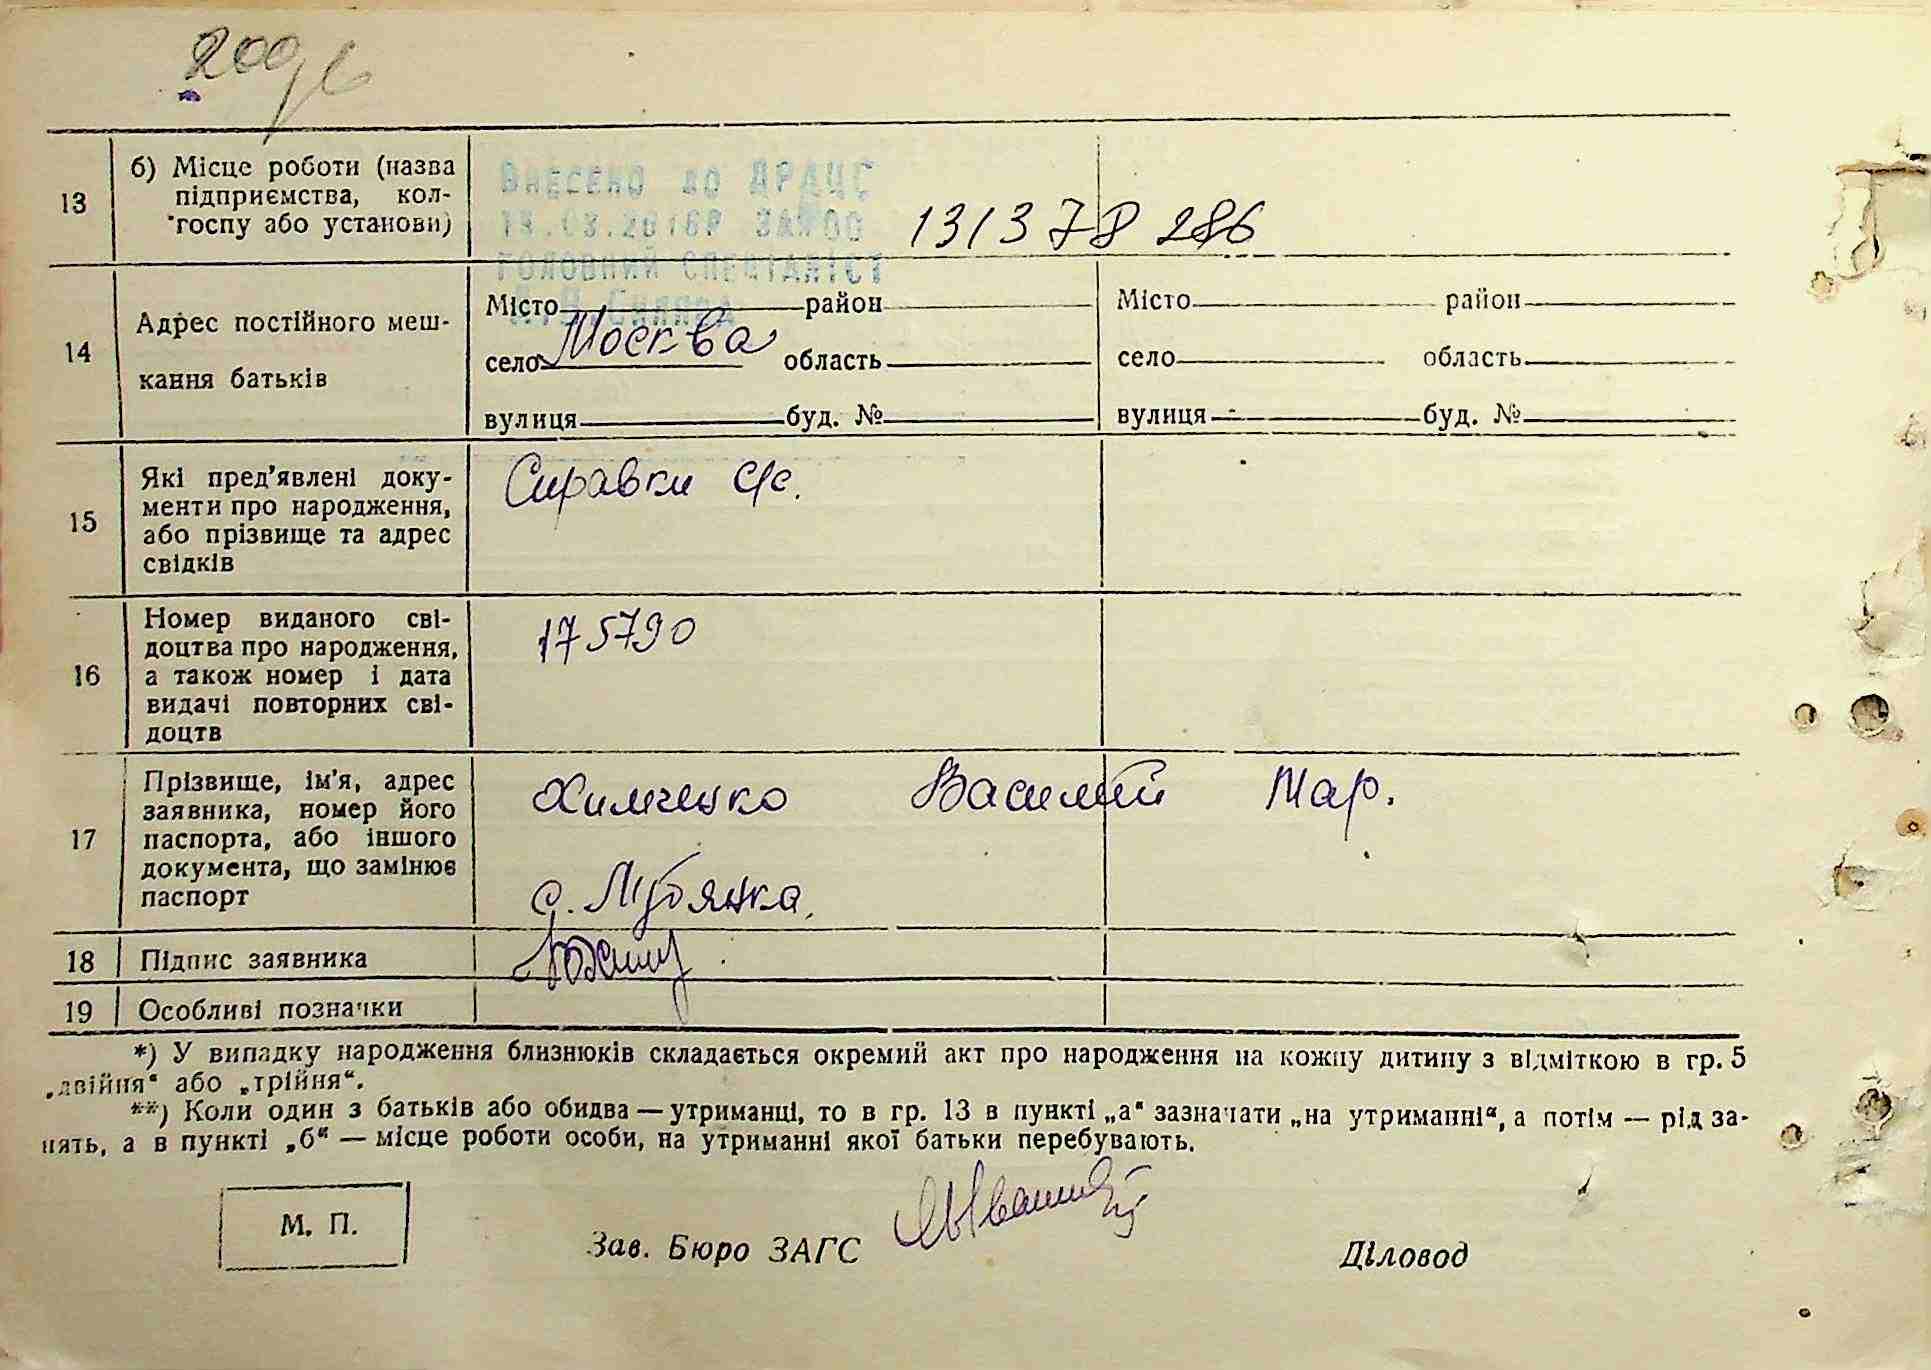 200
13
б) Місце роботи (назва
підприємства, кол-
госпу або установи)
Внесено до ДРАЦС
13137В 286
головний спеціаліст
14
Адрес постійного меш-
кання батьків
Місто район
село Москва область
вулиця буд. №
Місто район
село область
вулиця буд. №
15
Які пред'явлені доку-
менти про народження,
або прізвище та адрес
свідків
Справки с/с.
16
Номер виданого сві-
доцтва про народження,
а також номер і дата
видачі повторних сві-
доцтв
175790
17
Прізвище, ім'я, адрес
заявника, номер його
паспорта, або іншого
документа, що замінює
паспорт
Химченко Василий Мар.
с. Лубянка.
18
Підпис заявника
19
Особливі позначки
*) У випадку народження близнюків складається окремий акт про народження на кожну дитину з відміткою в гр. 5
„двійня“ або „трійня“.
**) Коли один з батьків або обидва — утриманці, то в гр. 13 в пункті „а“ зазначати „на утриманні“, а потім — рід за-
нять, а в пункті „б“ — місце роботи особи, на утриманні якої батьки перебувають.
М. П.
Зав. Бюро ЗАГС
Діловод